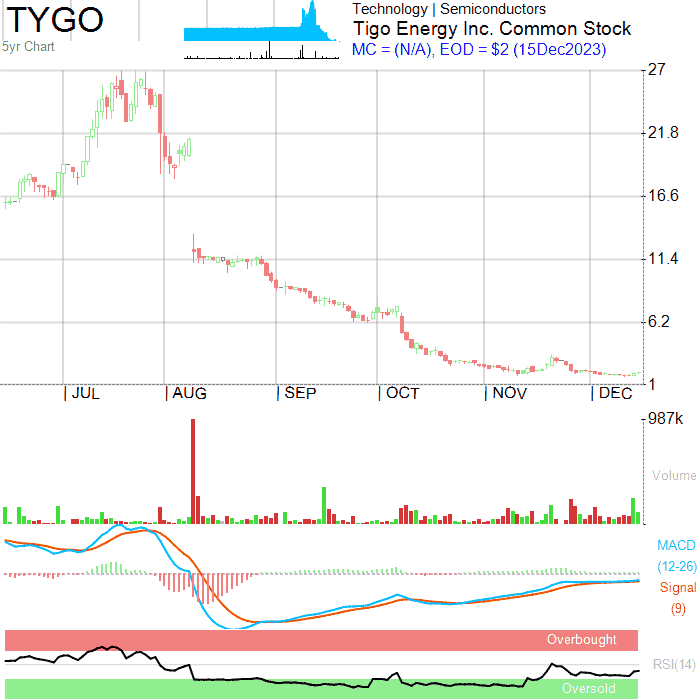 TYGO
5yr Chart
Technology | Semiconductors
Tigo Energy Inc. Common Stock
MC = (N/A), EOD = $2 (15Dec2023)
27
21.8
16.6
11.4
6.2
1
JUL AUG SEP OCT NOV DEC
987k
Volume
MACD
(12-26)
Signal
(9)
Overbought
RSI(14)
Oversold